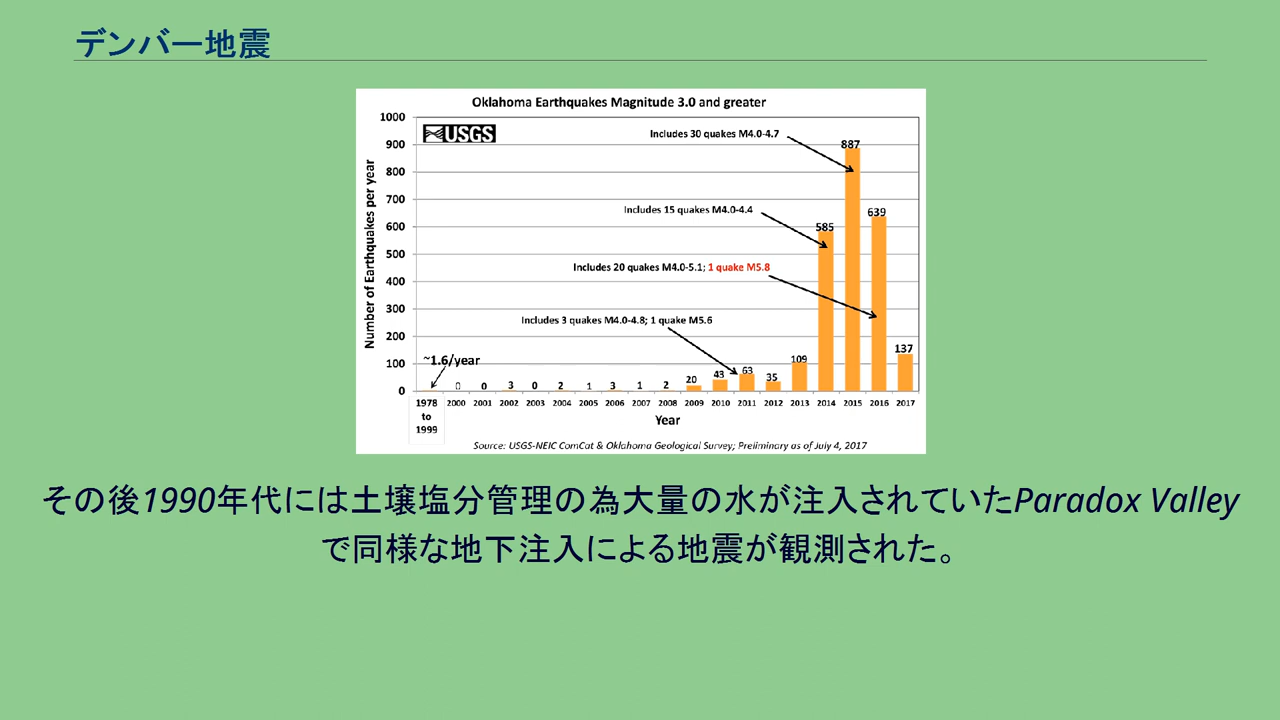 デンバー地震
Oklahoma Earthquakes Magnitude 3.0 and greater
USGS
Number of Earthquakes per year
1000
900
800
700
600
500
400
300
200
100
0
Includes 30 quakes M4.0-4.7
Includes 15 quakes M4.0-4.4
Includes 20 quakes M4.0-5.1; 1 quake M5.8
Includes 3 quakes M4.0-4.8; 1 quake M5.6
~1.6/year
0 0 3 0 2 1 3 1 2 20 43 63 35 109 585 887 639 137
1978 to 1999 2000 2001 2002 2003 2004 2005 2006 2007 2008 2009 2010 2011 2012 2013 2014 2015 2016 2017
Year
Source: USGS-NEIC ComCat & Oklahoma Geological Survey; Preliminary as of July 4, 2017
その後1990年代には土壌塩分管理の為大量の水が注入されていたParadox Valley
で同様な地下注入による地震が観測された。